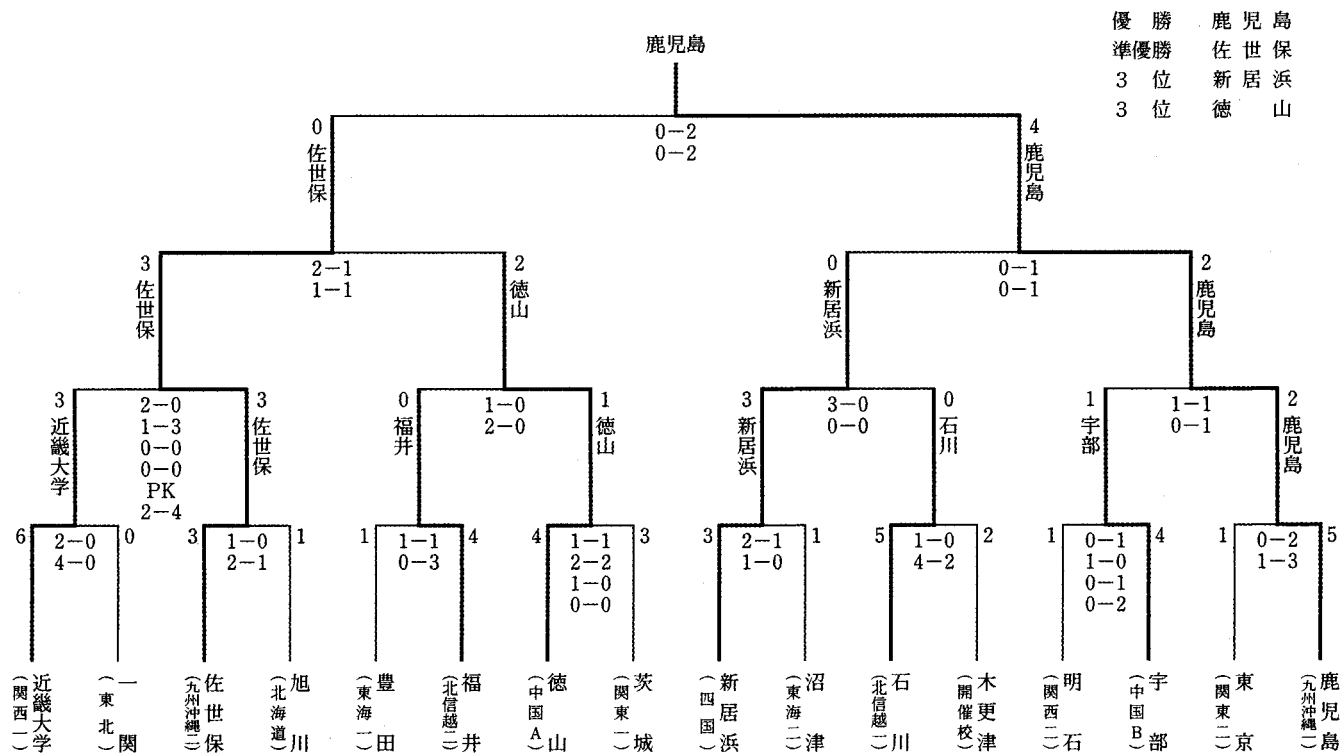 優勝 鹿児島
準優勝 佐世保
3位 新居浜
3位 徳山
鹿児島
0 4
0-2
0-2
佐世保
鹿児島
3 2
2-1
1-1
佐世保
徳山
0 2
0-1
0-1
新居浜
鹿児島
3 3
2-0
1-3
0-0
0-0
PK
2-4
近畿大学
佐世保
0 1
1-0
2-0
福井
徳山
3 0
3-0
0-0
新居浜
石川
1 2
1-1
0-1
宇部
鹿児島
6 0
2-0
4-0
3 1
1-0
2-1
1 4
1-1
0-3
4 3
1-1
2-2
1-0
0-0
3 1
2-1
1-0
5 2
1-0
4-2
1 4
0-1
1-0
0-1
0-2
1 5
0-2
1-3
近畿大学
(関西一)
一関
(東北)
佐世保
(九州沖縄二)
旭川
(北海道)
豊田
(東海一)
福井
(北信越二)
徳山
(中国A)
茨城
(関東一)
新居浜
(四国)
沼津
(東海二)
石川
(北信越一)
木更津
(開催校)
明石
(関西二)
宇部
(中国B)
東京
(関東二)
鹿児島
(九州沖縄一)